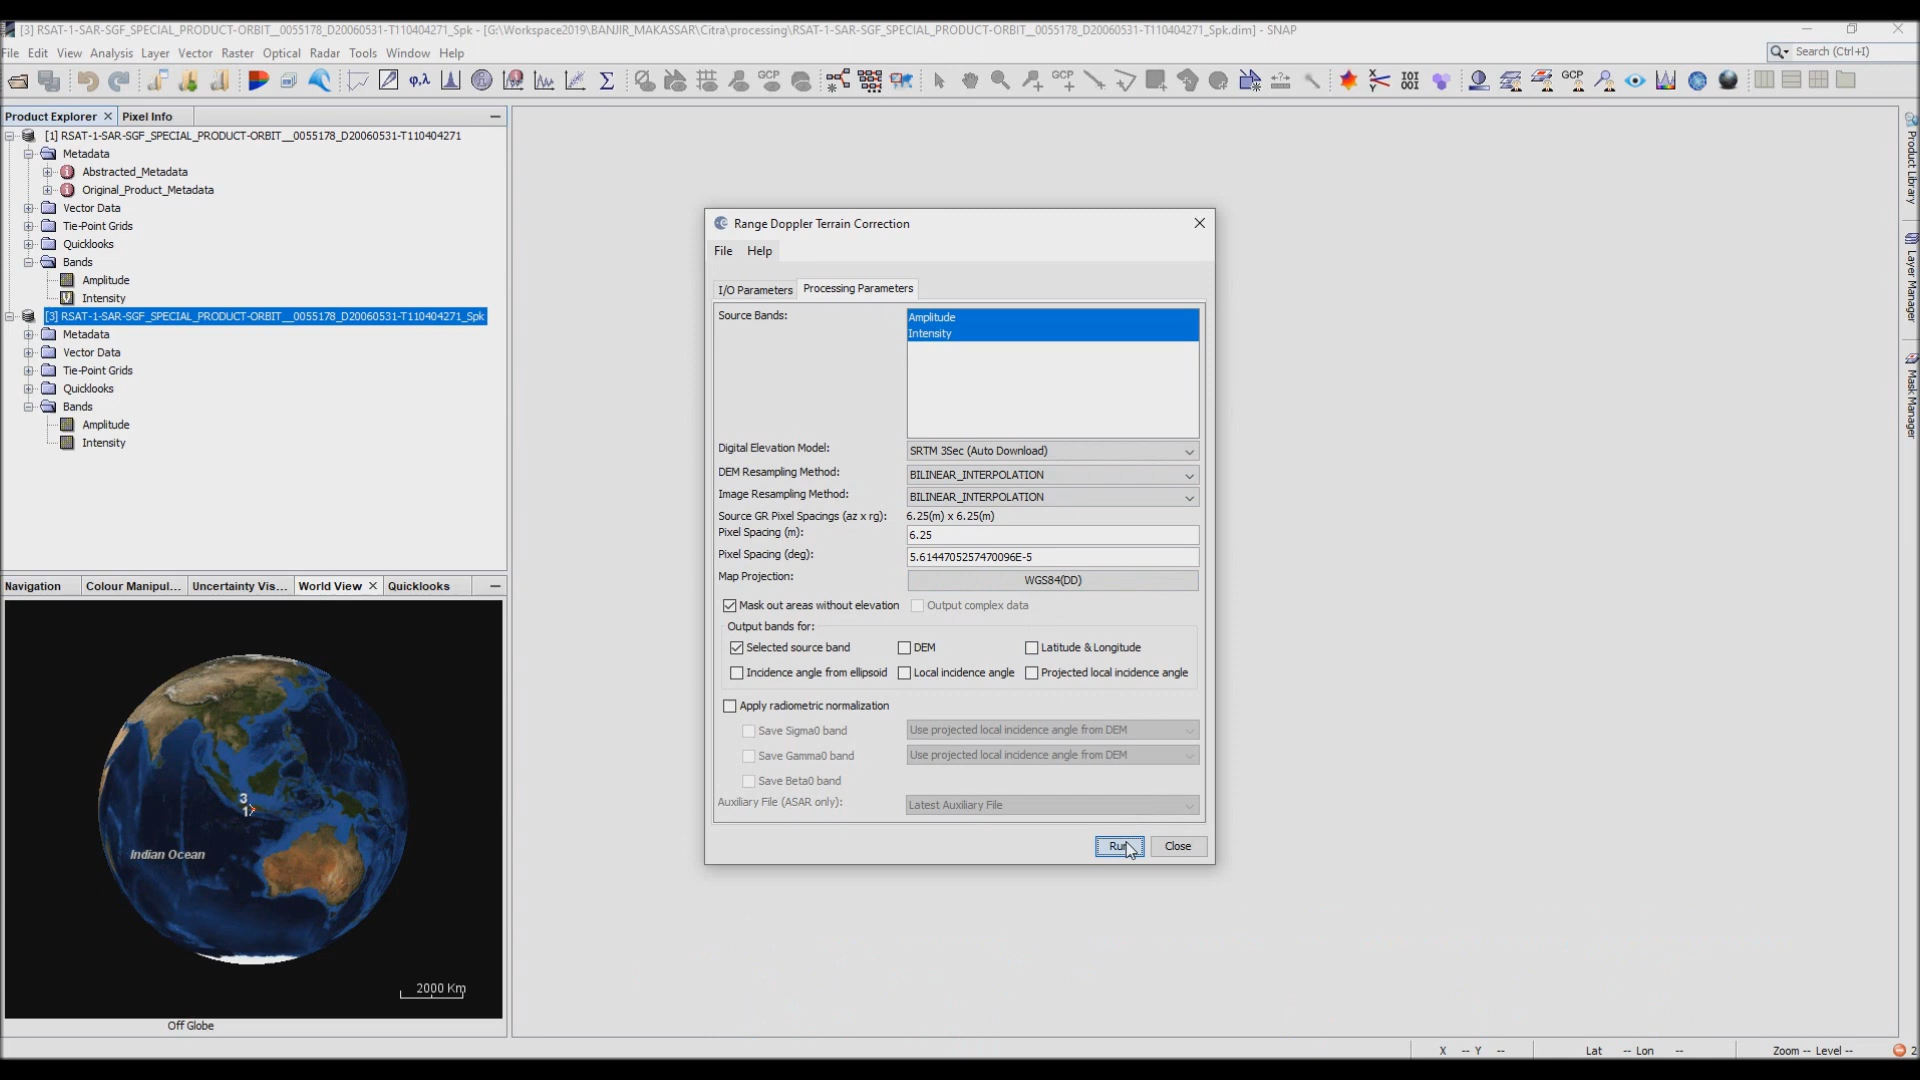 [3] RSAT-1-SAR-SGF_SPECIAL_PRODUCT-ORBIT__0055178_D20060531-T110404271_Spk - [G:\Workspace2019\BANJIR_MAKASSAR\Citra\processing\RSAT-1-SAR-SGF_SPECIAL_PRODUCT-ORBIT__0055178_D20060531-T110404271_Spk.dim] - SNAP
File Edit View Analysis Layer Vector Raster Optical Radar Tools Window Help
Search (Ctrl+I)
φ,λ GCP Σ GCP GCP GCP
Product Explorer Pixel Info
[1] RSAT-1-SAR-SGF_SPECIAL_PRODUCT-ORBIT__0055178_D20060531-T110404271
Metadata
Abstracted_Metadata
Original_Product_Metadata
Vector Data
Tie-Point Grids
Quicklooks
Bands
Amplitude
Intensity
[3] RSAT-1-SAR-SGF_SPECIAL_PRODUCT-ORBIT__0055178_D20060531-T110404271_Spk
Metadata
Vector Data
Tie-Point Grids
Quicklooks
Bands
Amplitude
Intensity
Navigation Colour Manipul... Uncertainty Vis... World View Quicklooks
3
1
Indian Ocean
2000 Km
Off Globe
Range Doppler Terrain Correction
File Help
I/O Parameters Processing Parameters
Source Bands: Amplitude
Intensity
Digital Elevation Model: SRTM 3Sec (Auto Download)
DEM Resampling Method: BILINEAR_INTERPOLATION
Image Resampling Method: BILINEAR_INTERPOLATION
Source GR Pixel Spacings (az x rg): 6.25(m) x 6.25(m)
Pixel Spacing (m): 6.25
Pixel Spacing (deg): 5.6144705257470096E-5
Map Projection: WGS84(DD)
Mask out areas without elevation Output complex data
Output bands for:
Selected source band DEM Latitude & Longitude
Incidence angle from ellipsoid Local incidence angle Projected local incidence angle
Apply radiometric normalization
Save Sigma0 band Use projected local incidence angle from DEM
Save Gamma0 band Use projected local incidence angle from DEM
Save Beta0 band
Auxiliary File (ASAR only): Latest Auxiliary File
Run Close
Product Library
Layer Manager
Mask Manager
X -- Y -- Lat -- Lon -- Zoom -- Level -- 2